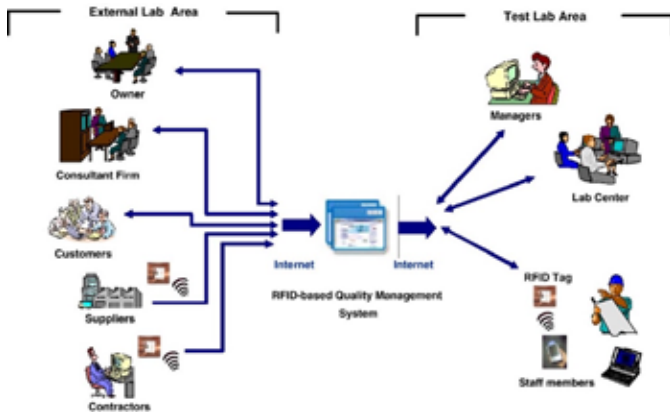 External Lab Area
Test Lab Area
Owner
Consultant Firm
Customers
Suppliers
Contractors
Internet
Internet
RFID-based Quality Management
System
Managers
Lab Center
RFID Tag
Staff members